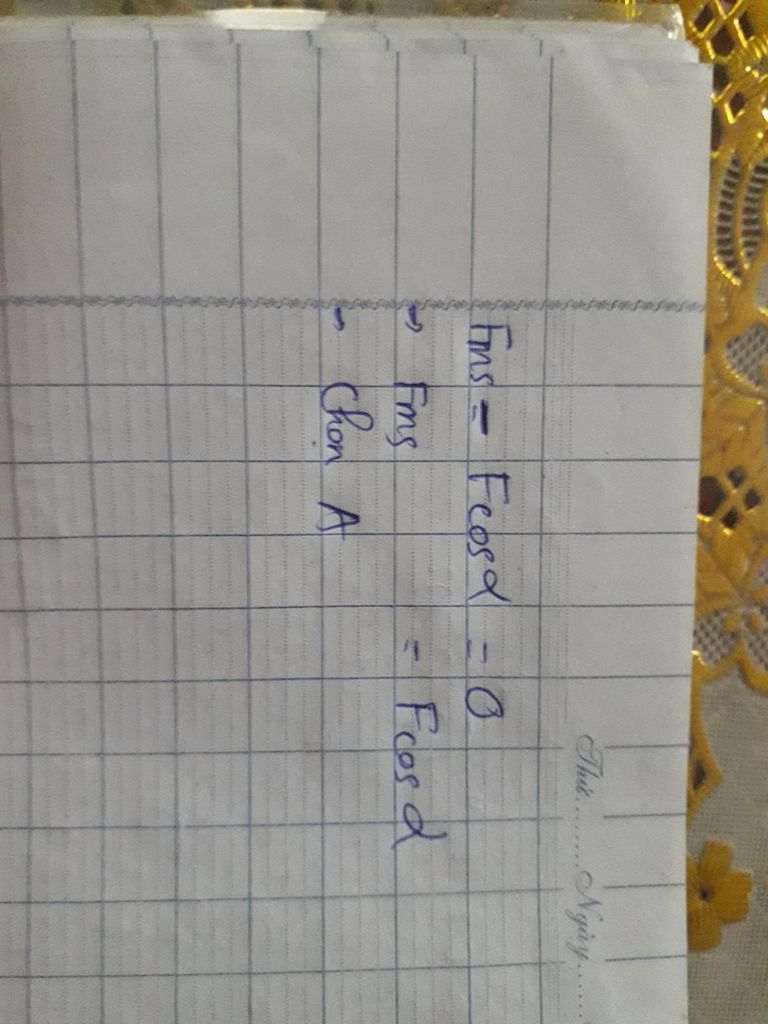 Thứ.........Ngày......
Fms = Fcosα = 0
→ Fms = Fcosα
→ Chọn A